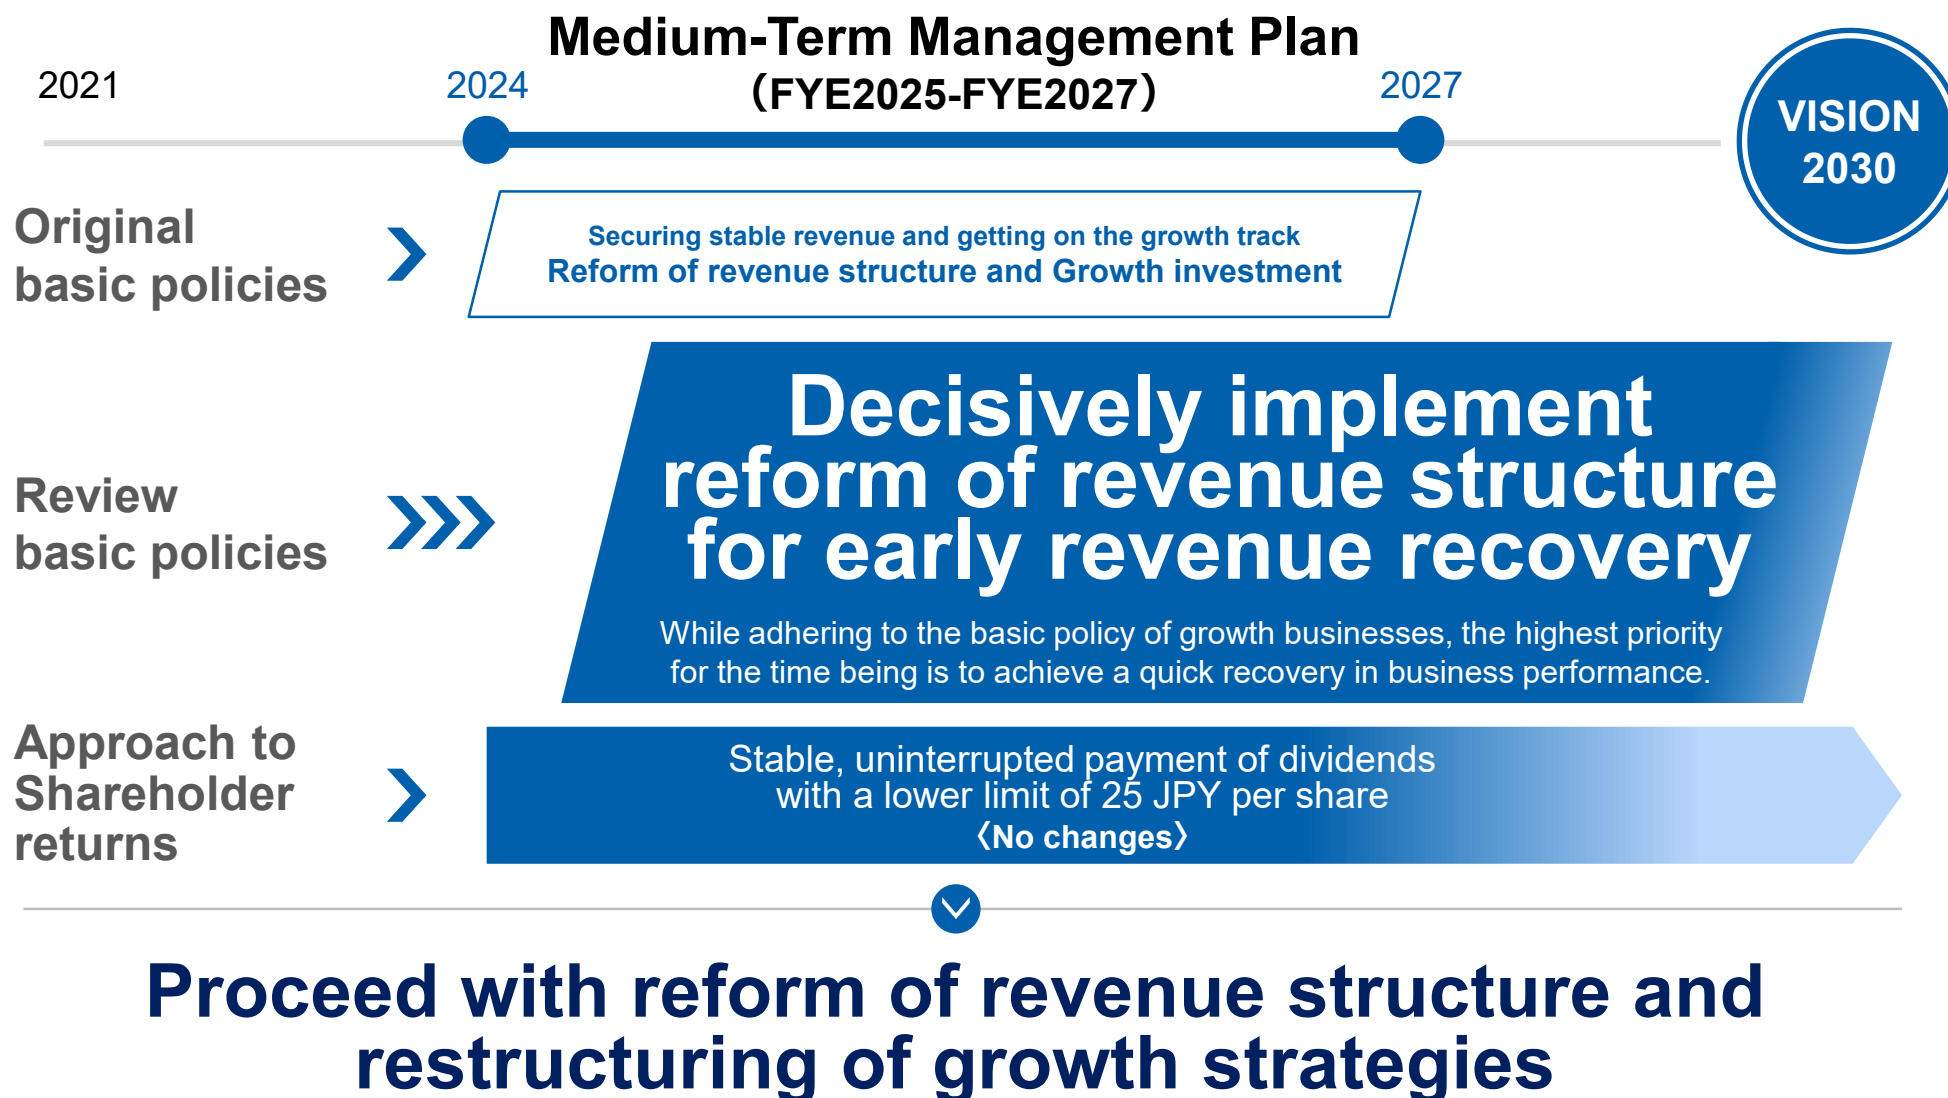 Medium-Term Management Plan
（FYE2025-FYE2027）
2021
2024
2027
VISION
2030
Original
basic policies
Securing stable revenue and getting on the growth track
Reform of revenue structure and Growth investment
Review
basic policies
Decisively implement
reform of revenue structure
for early revenue recovery
While adhering to the basic policy of growth businesses, the highest priority
for the time being is to achieve a quick recovery in business performance.
Approach to
Shareholder
returns
Stable, uninterrupted payment of dividends
with a lower limit of 25 JPY per share
〈No changes〉
Proceed with reform of revenue structure and
restructuring of growth strategies